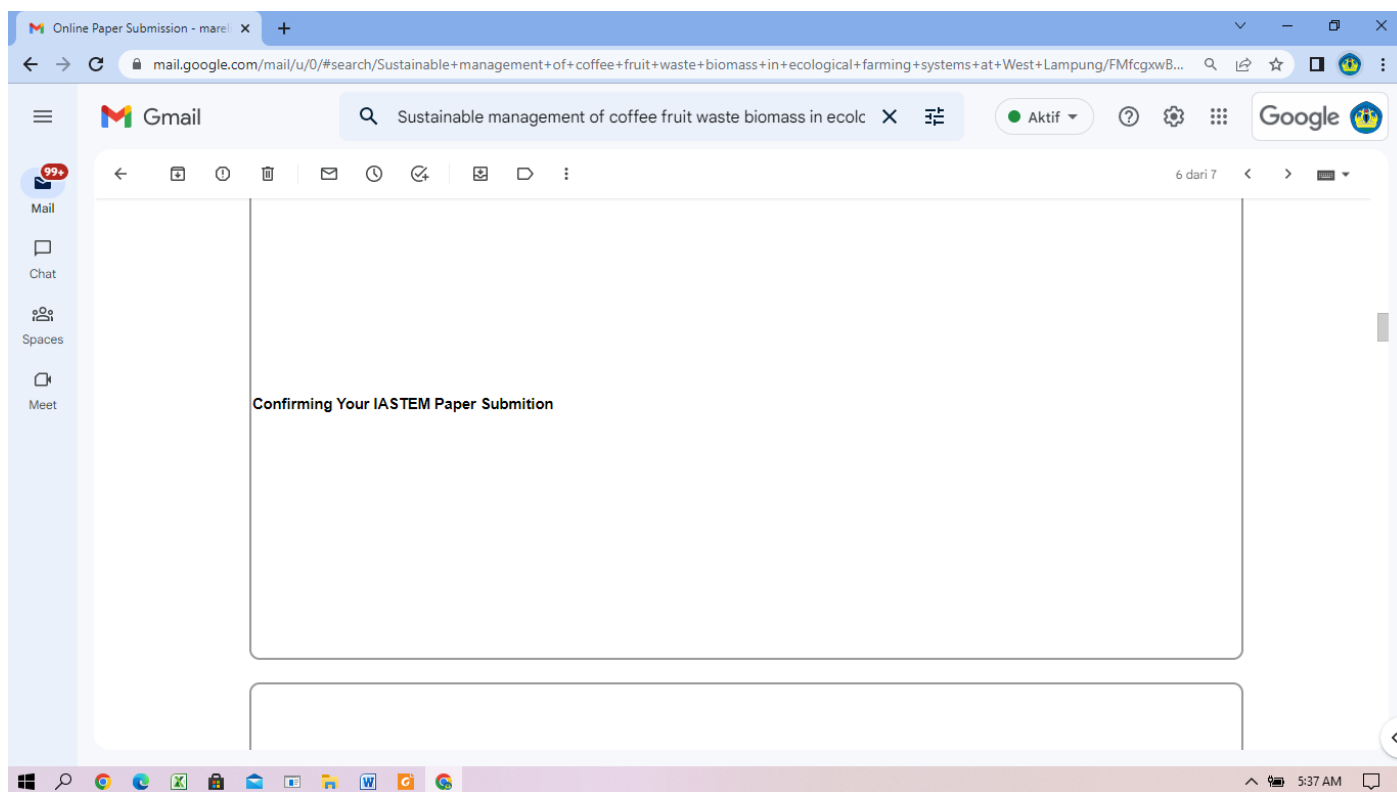 Online Paper Submission - marel
mail.google.com/mail/u/0/#search/Sustainable+management+of+coffee+fruit+waste+biomass+in+ecological+farming+systems+at+West+Lampung/FMfcgxwB...
Gmail
Sustainable management of coffee fruit waste biomass in ecolc
Aktif
Google
99+
Mail
6 dari 7
Chat
Spaces
Meet
Confirming Your IASTEM Paper Submition
5:37 AM